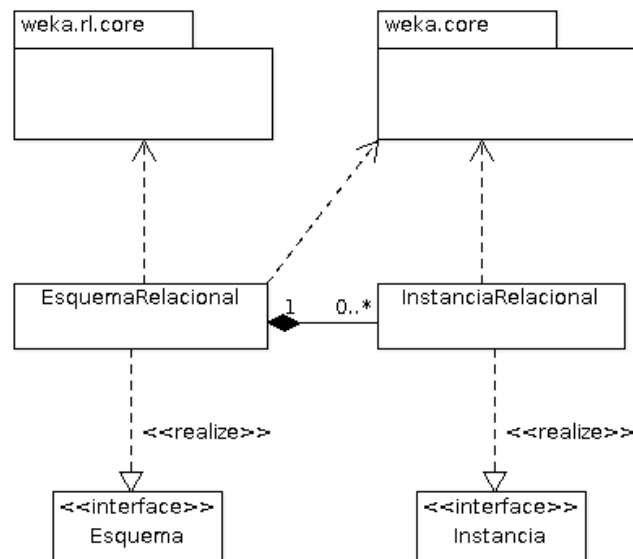 weka.rl.core
weka.core
EsquemaRelacional
1
0..*
InstanciaRelacional
<<realize>>
<<realize>>
<<interface>>
Esquema
<<interface>>
Instancia